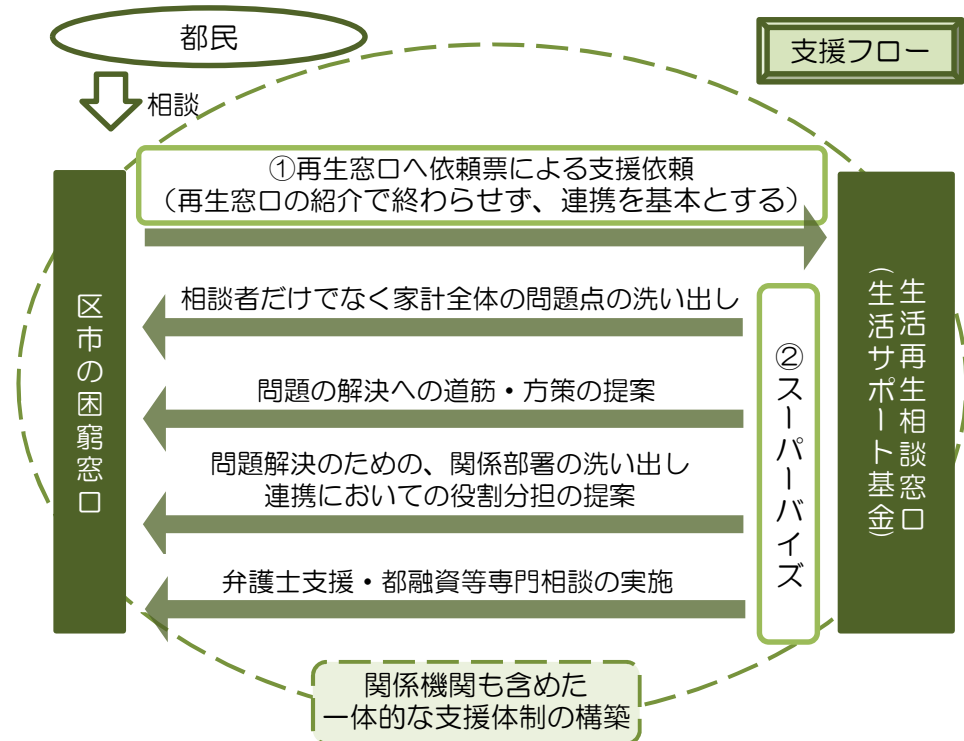 都民
支援フロー
相談
①再生窓口へ依頼票による支援依頼
（再生窓口の紹介で終わらせず、連携を基本とする）
区市の困窮窓口
相談者だけでなく家計全体の問題点の洗い出し
問題の解決への道筋・方策の提案
問題解決のための、関係部署の洗い出し
連携においての役割分担の提案
弁護士支援・都融資等専門相談の実施
②スーパーバイズ
生活再生相談窓口
（生活サポート基金）
関係機関も含めた
一体的な支援体制の構築